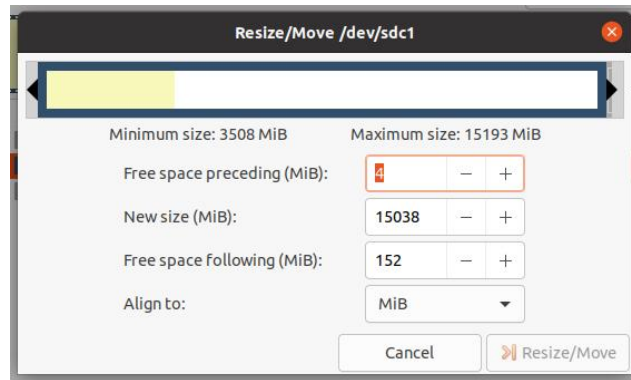 Resize/Move /dev/sdc1
Minimum size: 3508 MiB Maximum size: 15193 MiB
Free space preceding (MiB): 4 − +
New size (MiB): 15038 − +
Free space following (MiB): 152 − +
Align to: MiB
Cancel Resize/Move